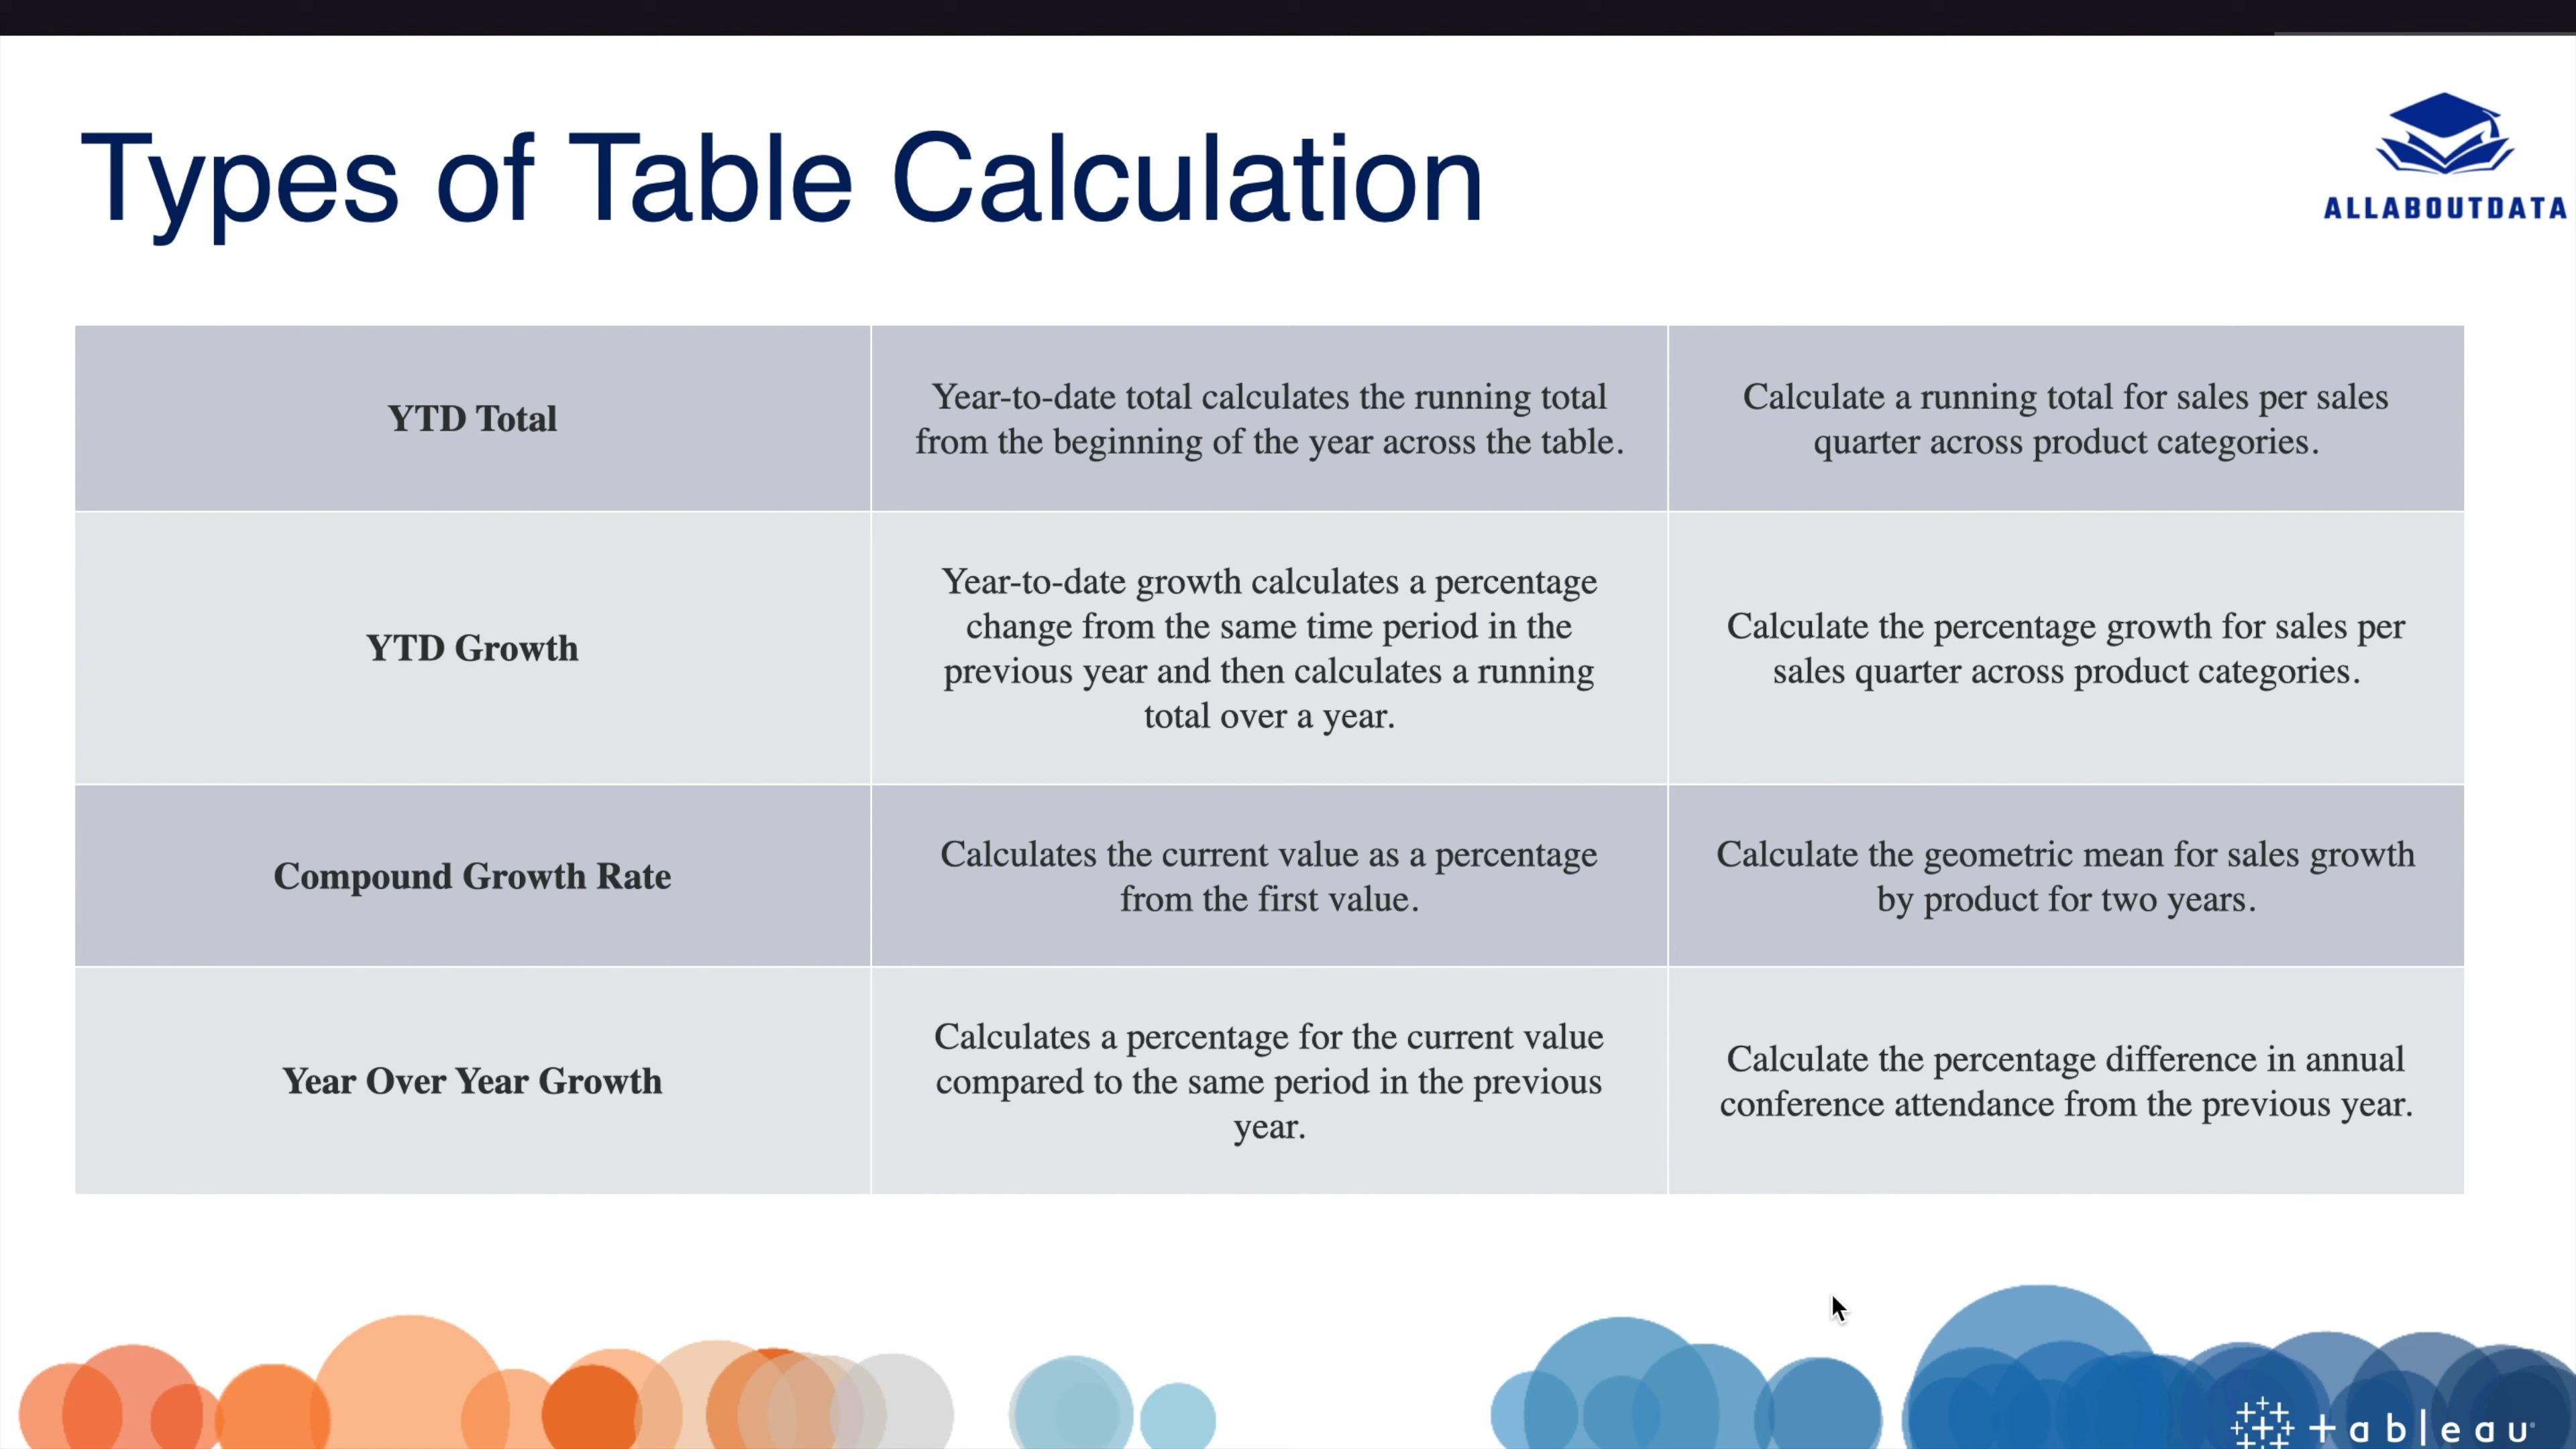 Types of Table Calculation
ALLABOUTDATA
YTD Total
Year-to-date total calculates the running total
from the beginning of the year across the table.
Calculate a running total for sales per sales
quarter across product categories.
YTD Growth
Year-to-date growth calculates a percentage
change from the same time period in the
previous year and then calculates a running
total over a year.
Calculate the percentage growth for sales per
sales quarter across product categories.
Compound Growth Rate
Calculates the current value as a percentage
from the first value.
Calculate the geometric mean for sales growth
by product for two years.
Year Over Year Growth
Calculates a percentage for the current value
compared to the same period in the previous
year.
Calculate the percentage difference in annual
conference attendance from the previous year.
+ableau